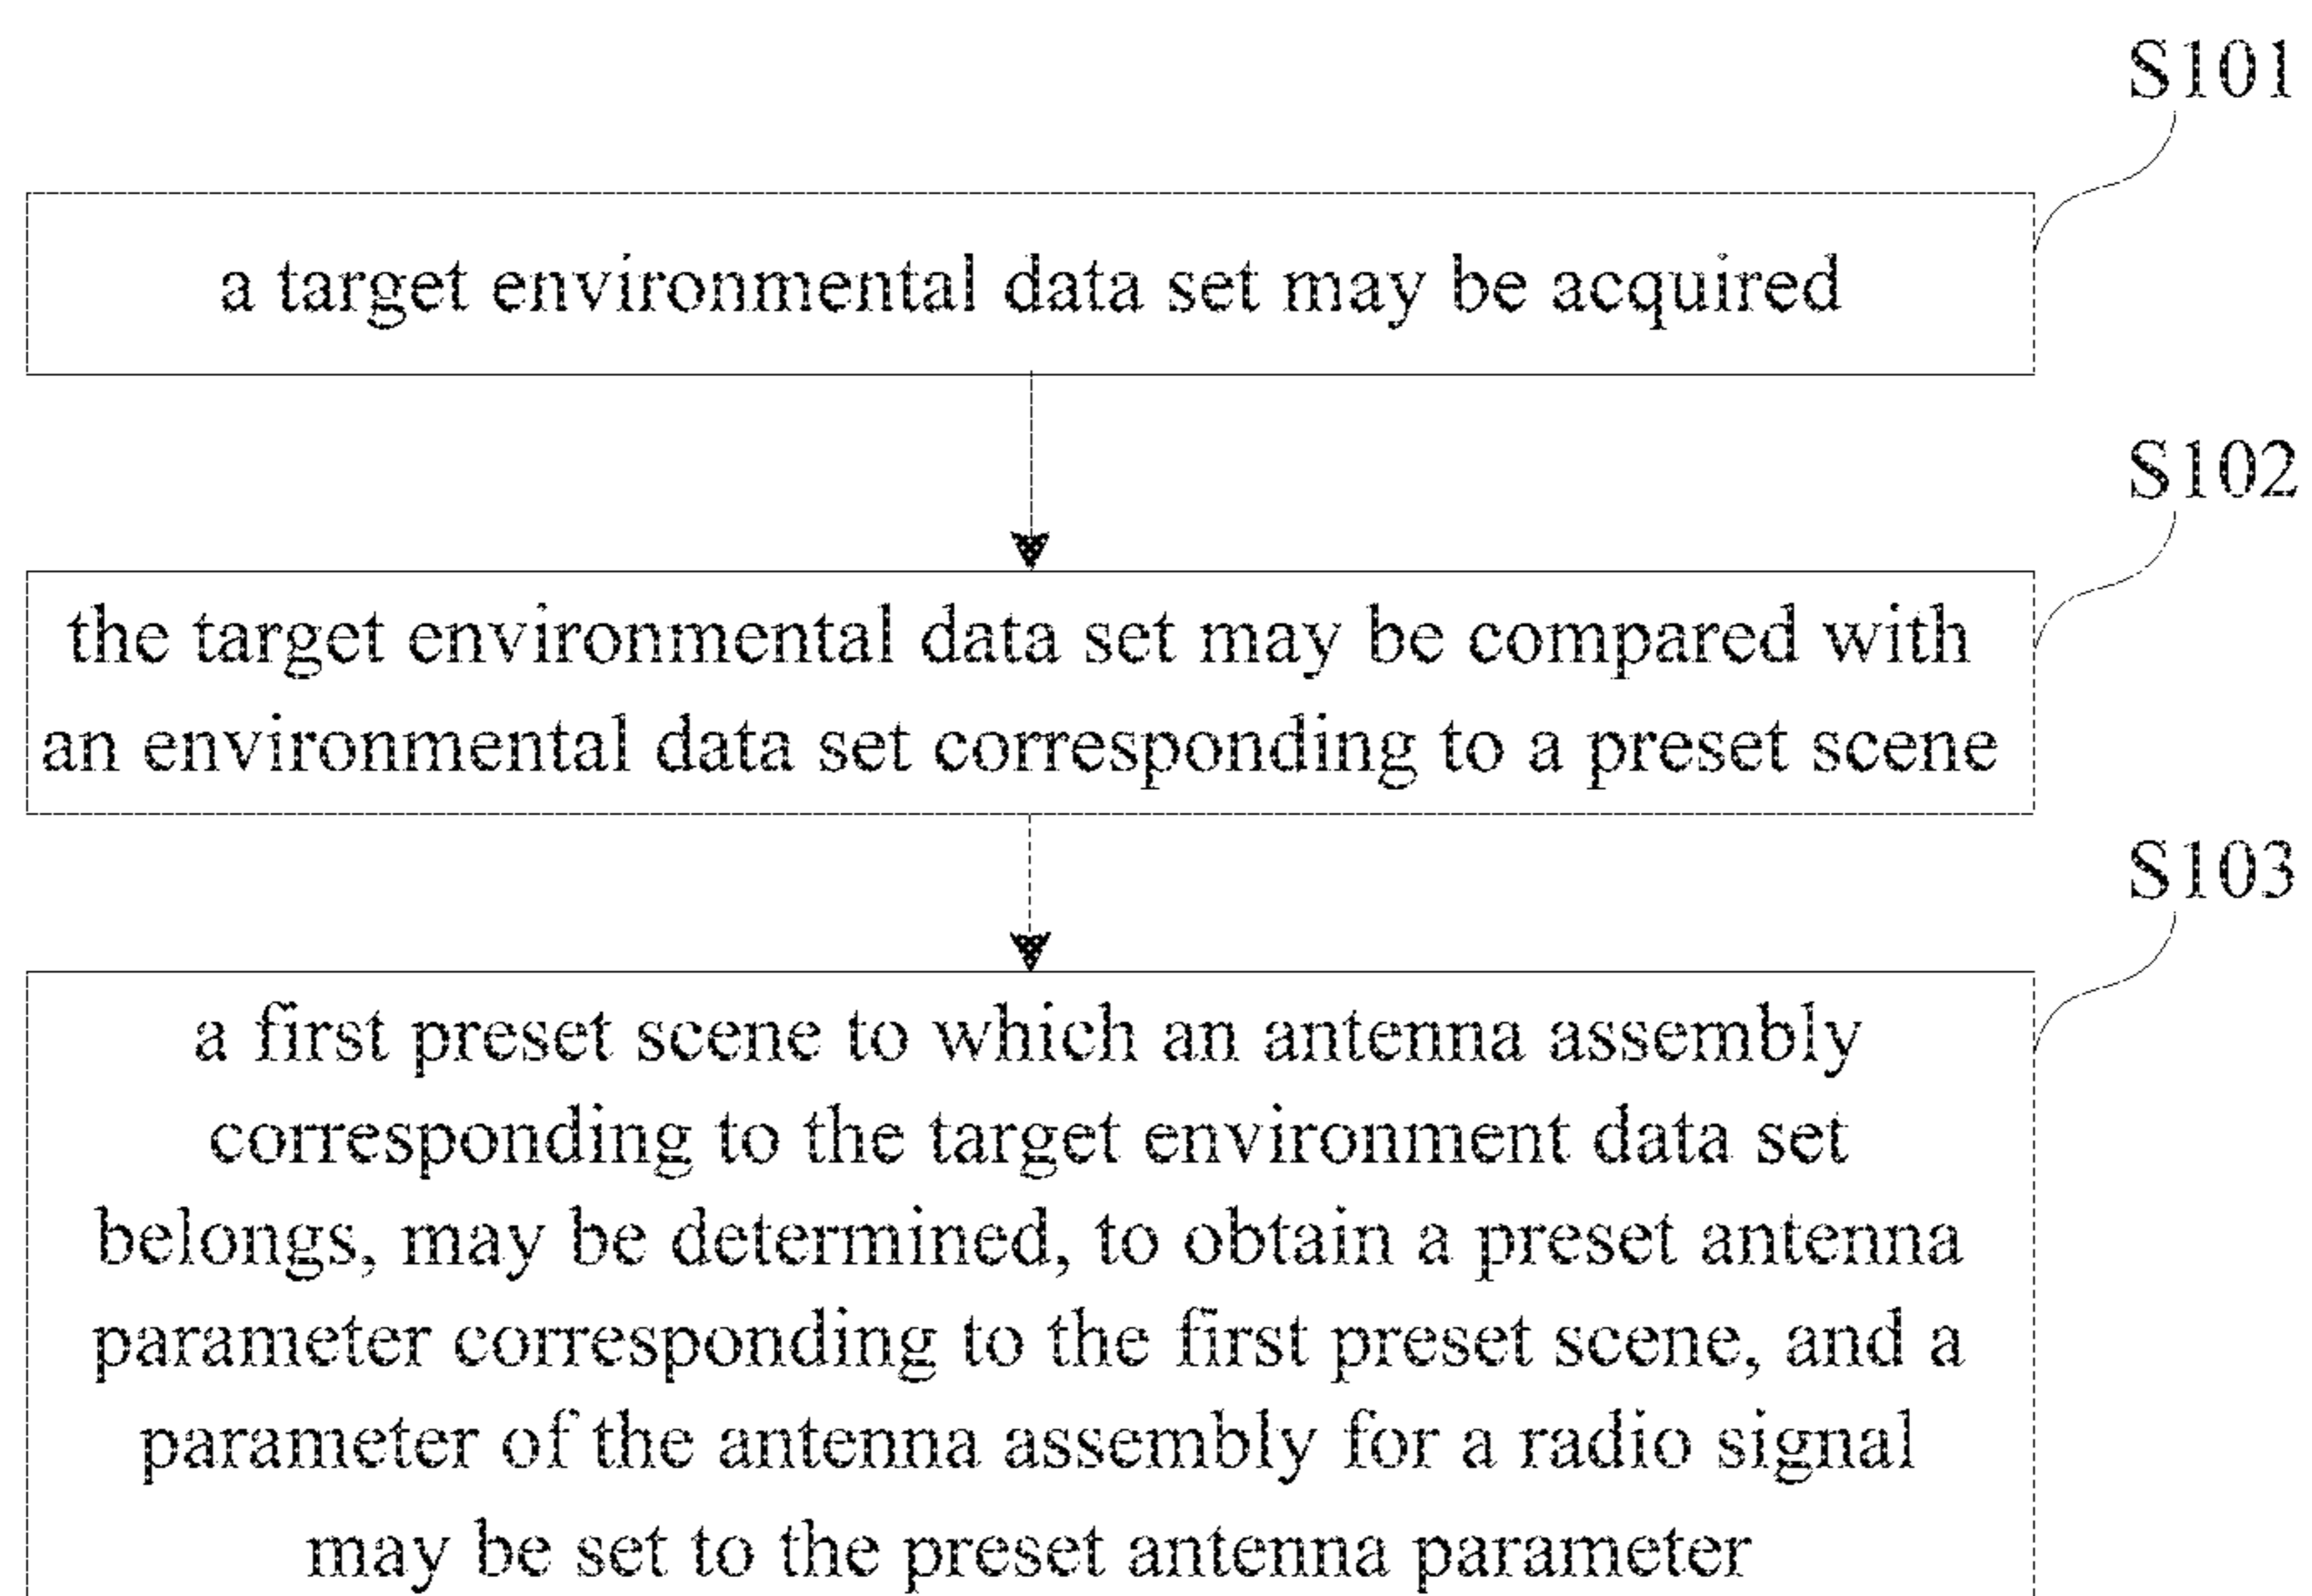 S101
a target environmental data set may be acquired
S102
the target environmental data set may be compared with
an environmental data set corresponding to a preset scene
S103
a first preset scene to which an antenna assembly
corresponding to the target environment data set
belongs, may be determined, to obtain a preset antenna
parameter corresponding to the first preset scene, and a
parameter of the antenna assembly for a radio signal
may be set to the preset antenna parameter